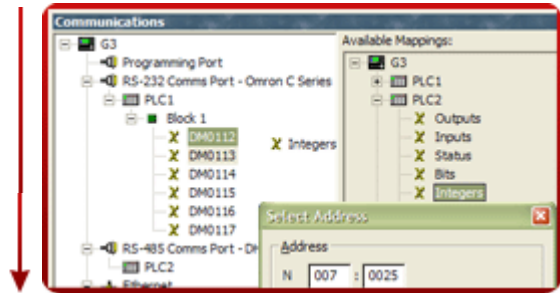 Communications
G3
Programming Port
RS-232 Comms Port - Omron C Series
PLC1
Block 1
DM0112
DM0113
DM0114
DM0115
DM0116
DM0117
RS-485 Comms Port - DH
PLC2
Ethernet
Integers
Available Mappings:
G3
PLC1
PLC2
Outputs
Inputs
Status
Bits
Integers
Select Address
Address
N 007 : 0025